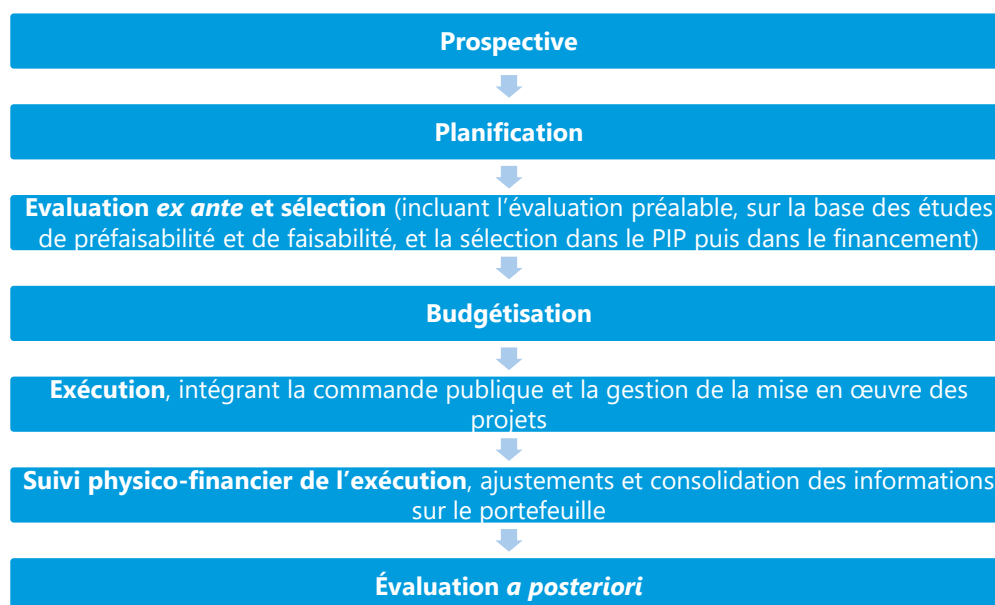 Prospective
Planification
Evaluation ex ante et sélection (incluant l'évaluation préalable, sur la base des études
de préfaisabilité et de faisabilité, et la sélection dans le PIP puis dans le financement)
Budgétisation
Exécution, intégrant la commande publique et la gestion de la mise en œuvre des
projets
Suivi physico-financier de l'exécution, ajustements et consolidation des informations
sur le portefeuille
Évaluation a posteriori